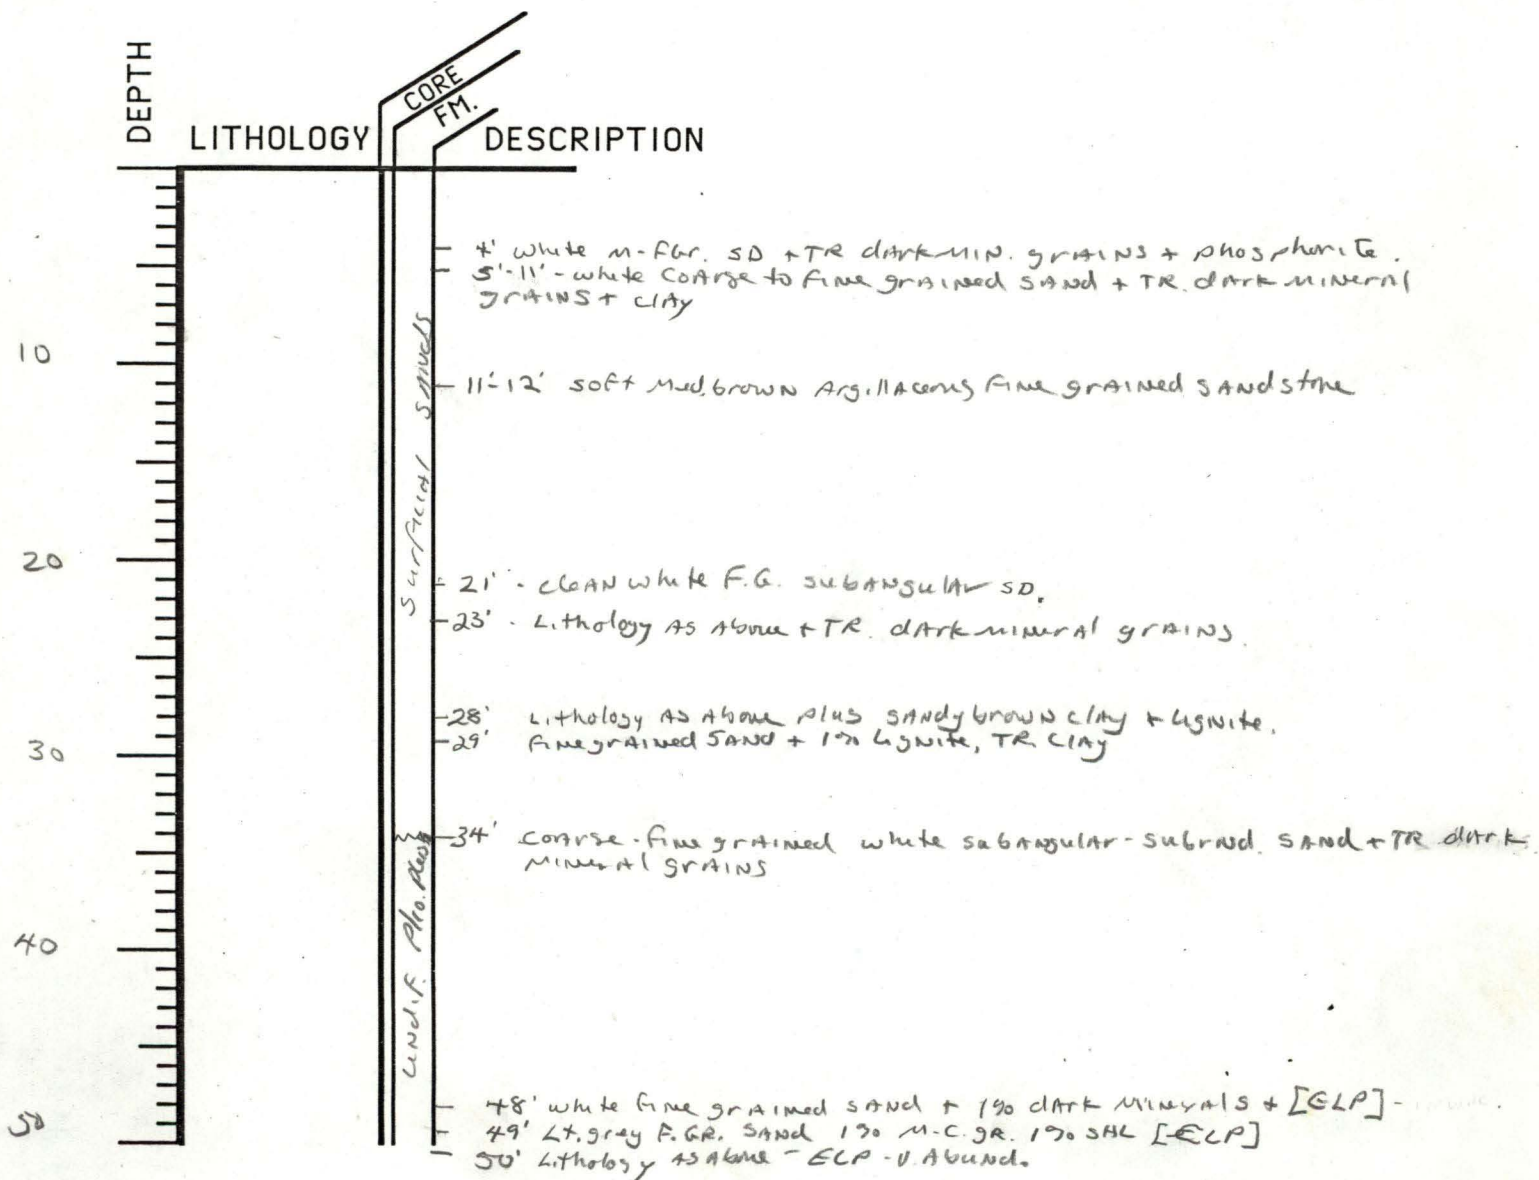 DEPTH
LITHOLOGY
CORE
FM.
DESCRIPTION
4' white M-FGr. SD + TR dark MIN. grAINS + phosphorite.
5'-11' - white CoArse to fine grAINed SANd + TR. dArk MINerAl
grAINS + clAy
10
11'-12' soft Med. brown ArgillAceous fine grAINed SANdstone
SurficiAl SANds
20
21' - cleAN white F.G. subANgulAr SD.
23' - Lithology As Above + TR. dArk MINerAl grAINS.
28' Lithology As Above plus SANdy browN clAy + ligNite.
29' fine grAINed SANd + 1% ligNite, TR. clAy
30
34' coArse-fine grAINed white subANgulAr-subrNd. SANd + TR dArk
MINerAl grAINS
UNdif. Plio. Pleist
40
48' white fine grAINed SANd + 1% dArk MINerAls + [ELP] -
50
49' Lt. grey F.GR. SANd 1% M-C.gR. 1% SHL [ELP]
50' Lithology As Above - ELP - V. AbuNd.